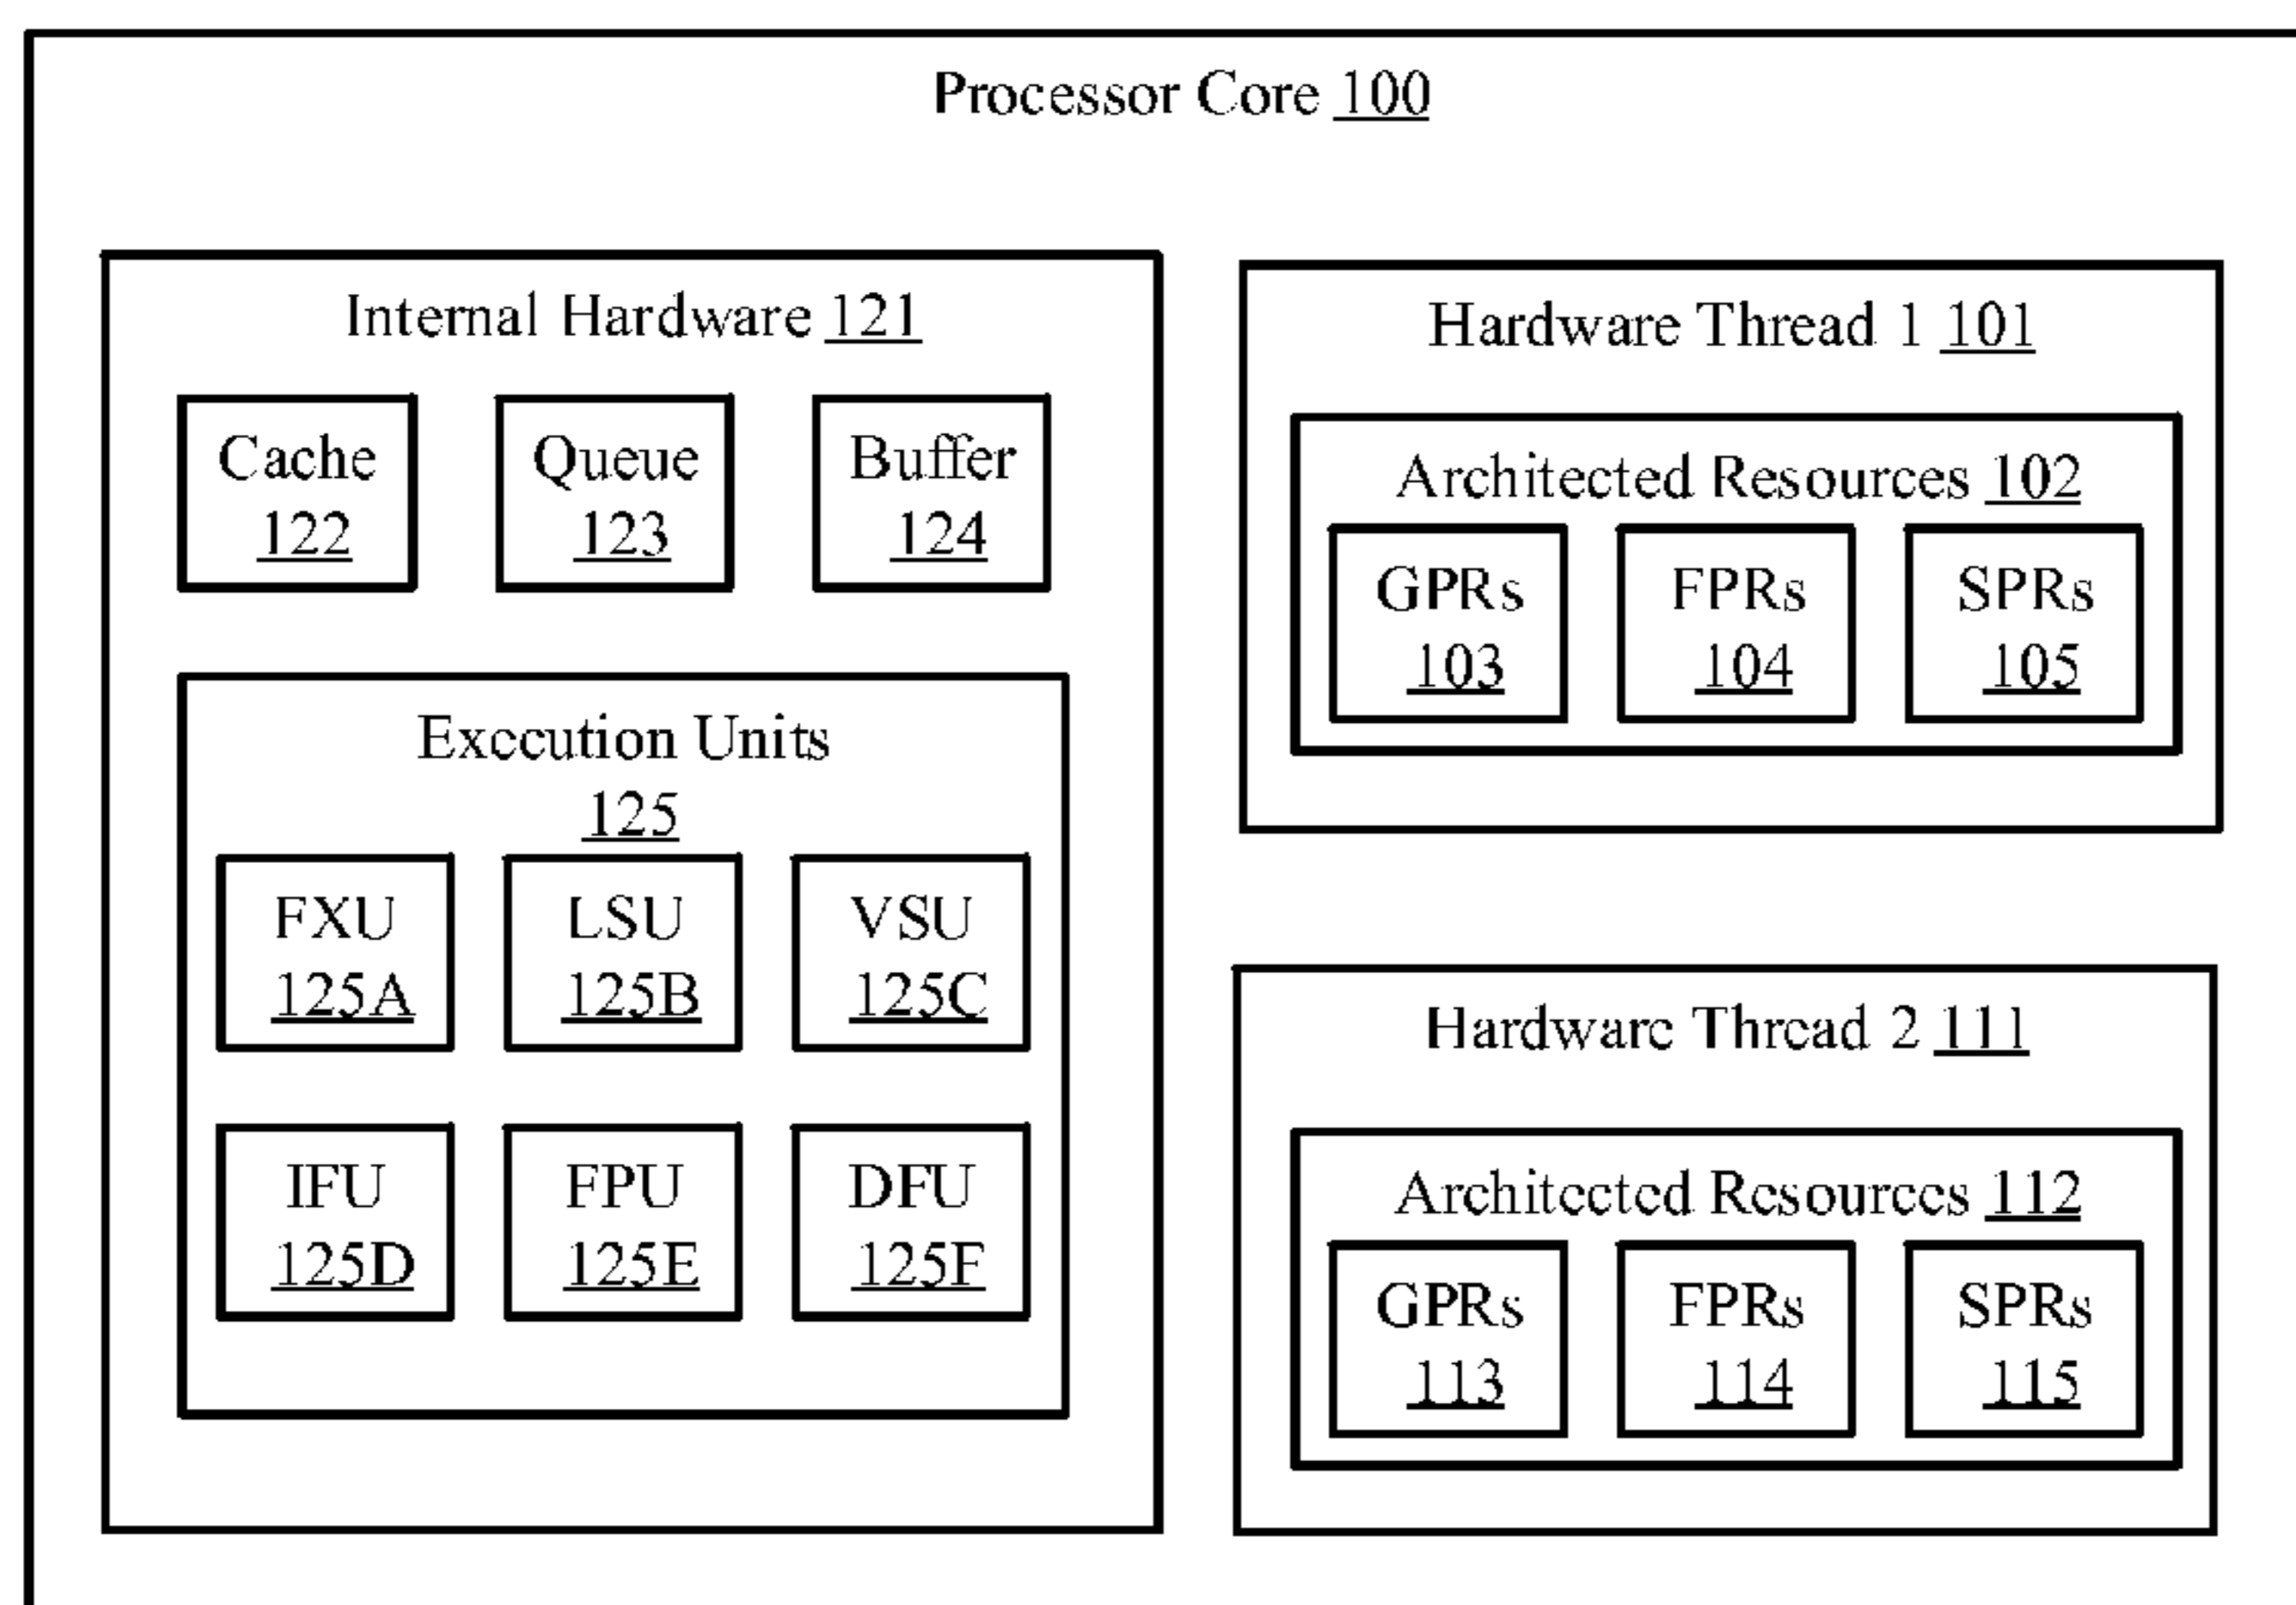 Processor Core 100
Internal Hardware 121
Cache
122
Queue
123
Buffer
124
Execution Units
125
FXU
125A
LSU
125B
VSU
125C
IFU
125D
FPU
125E
DFU
125F
Hardware Thread 1 101
Architected Resources 102
GPRs
103
FPRs
104
SPRs
105
Hardware Thread 2 111
Architected Resources 112
GPRs
113
FPRs
114
SPRs
115